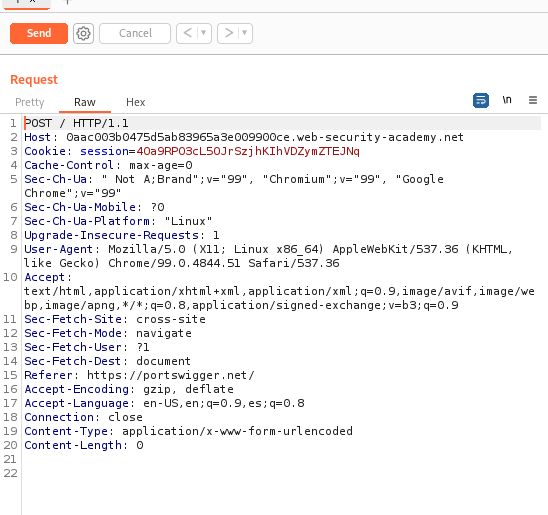 Send
Cancel
Request
Pretty Raw Hex
\n
1 POST / HTTP/1.1
2 Host: 0aac003b0475d5ab83965a3e009900ce.web-security-academy.net
3 Cookie: session=4Oa9RPO3cL5OJrSzjhKIhVDZymZTEJNq
4 Cache-Control: max-age=0
5 Sec-Ch-Ua: " Not A;Brand";v="99", "Chromium";v="99", "Google
Chrome";v="99"
6 Sec-Ch-Ua-Mobile: ?0
7 Sec-Ch-Ua-Platform: "Linux"
8 Upgrade-Insecure-Requests: 1
9 User-Agent: Mozilla/5.0 (X11; Linux x86_64) AppleWebKit/537.36 (KHTML,
like Gecko) Chrome/99.0.4844.51 Safari/537.36
10 Accept:
text/html,application/xhtml+xml,application/xml;q=0.9,image/avif,image/we
bp,image/apng,*/*;q=0.8,application/signed-exchange;v=b3;q=0.9
11 Sec-Fetch-Site: cross-site
12 Sec-Fetch-Mode: navigate
13 Sec-Fetch-User: ?1
14 Sec-Fetch-Dest: document
15 Referer: https://portswigger.net/
16 Accept-Encoding: gzip, deflate
17 Accept-Language: en-US,en;q=0.9,es;q=0.8
18 Connection: close
19 Content-Type: application/x-www-form-urlencoded
20 Content-Length: 0
21
22